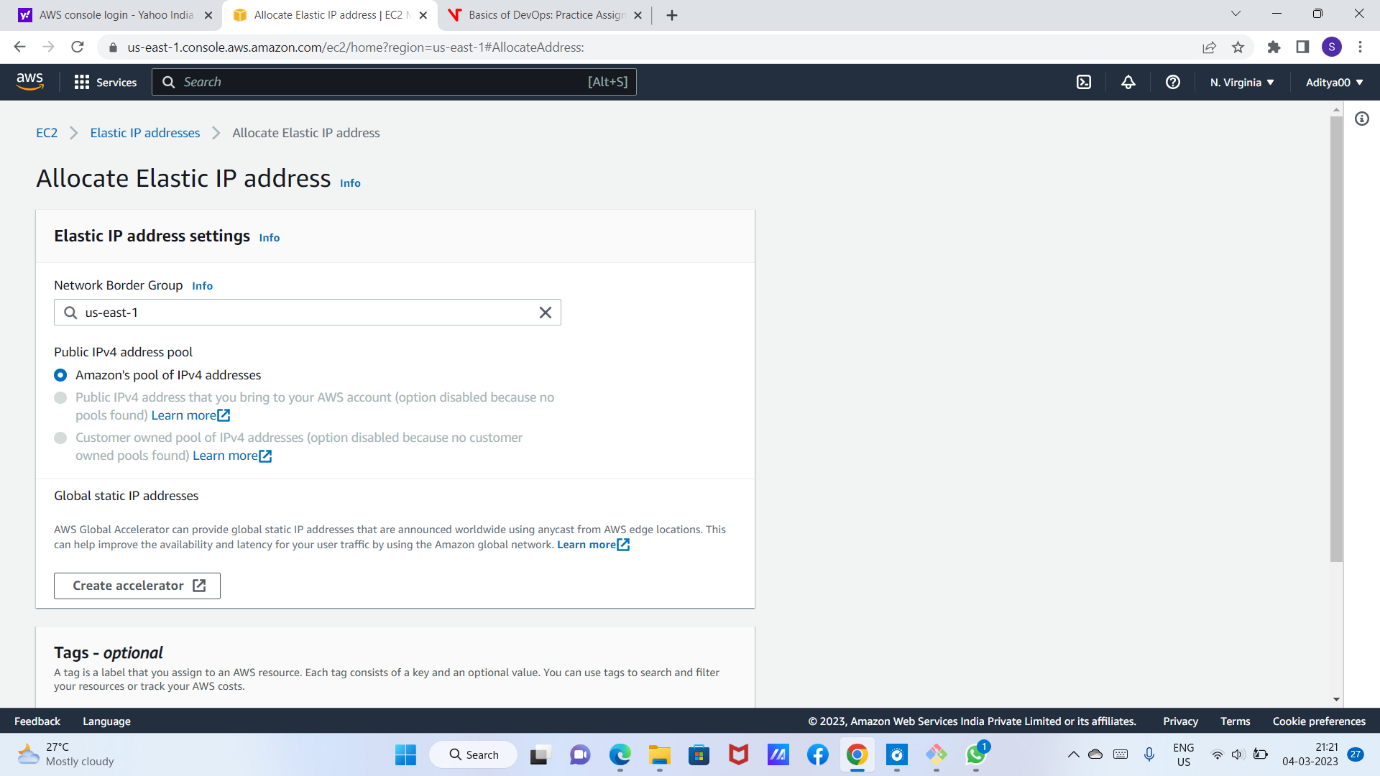 AWS console login - Yahoo India
Allocate Elastic IP address | EC2 M
Basics of DevOps: Practice Assign
us-east-1.console.aws.amazon.com/ec2/home?region=us-east-1#AllocateAddress:
S
aws
Services
Search
[Alt+S]
N. Virginia
Aditya00
EC2
Elastic IP addresses
Allocate Elastic IP address
Allocate Elastic IP address Info
Elastic IP address settings Info
Network Border Group Info
us-east-1
Public IPv4 address pool
Amazon's pool of IPv4 addresses
Public IPv4 address that you bring to your AWS account (option disabled because no
pools found) Learn more
Customer owned pool of IPv4 addresses (option disabled because no customer
owned pools found) Learn more
Global static IP addresses
AWS Global Accelerator can provide global static IP addresses that are announced worldwide using anycast from AWS edge locations. This
can help improve the availability and latency for your user traffic by using the Amazon global network. Learn more
Create accelerator
Tags - optional
A tag is a label that you assign to an AWS resource. Each tag consists of a key and an optional value. You can use tags to search and filter
your resources or track your AWS costs.
Feedback
Language
© 2023, Amazon Web Services India Private Limited or its affiliates.
Privacy
Terms
Cookie preferences
27°C
Mostly cloudy
Search
1
ENG
US
21:21
04-03-2023
27